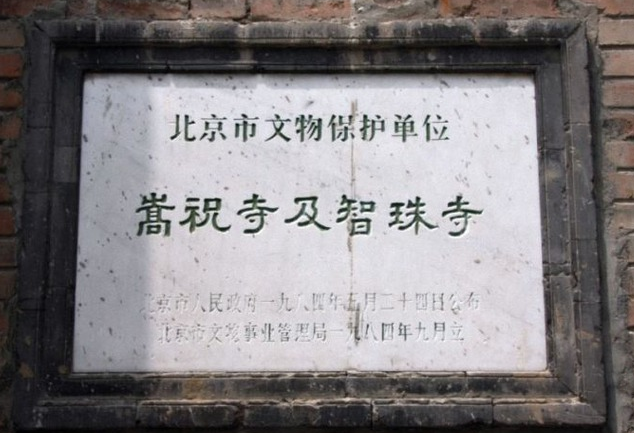 北京市文物保护单位
嵩祝寺及智珠寺
北京市人民政府一九八四年五月二十四日公布
北京市文物事业管理局一九八四年九月立